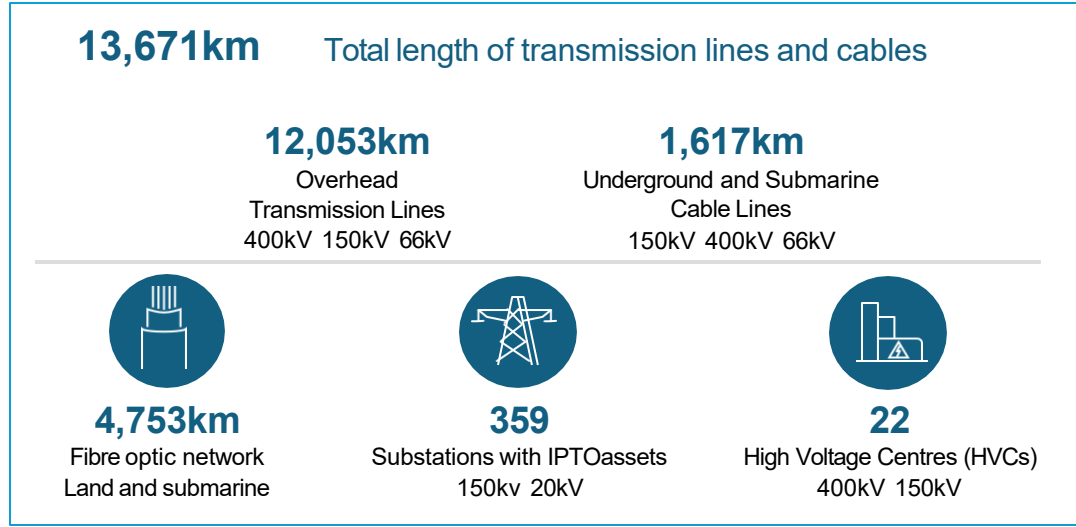 13,671km Total length of transmission lines and cables
12,053km
Overhead
Transmission Lines
400kV 150kV 66kV
1,617km
Underground and Submarine
Cable Lines
150kV 400kV 66kV
4,753km
Fibre optic network
Land and submarine
359
Substations with IPTOassets
150kv 20kV
22
High Voltage Centres (HVCs)
400kV 150kV